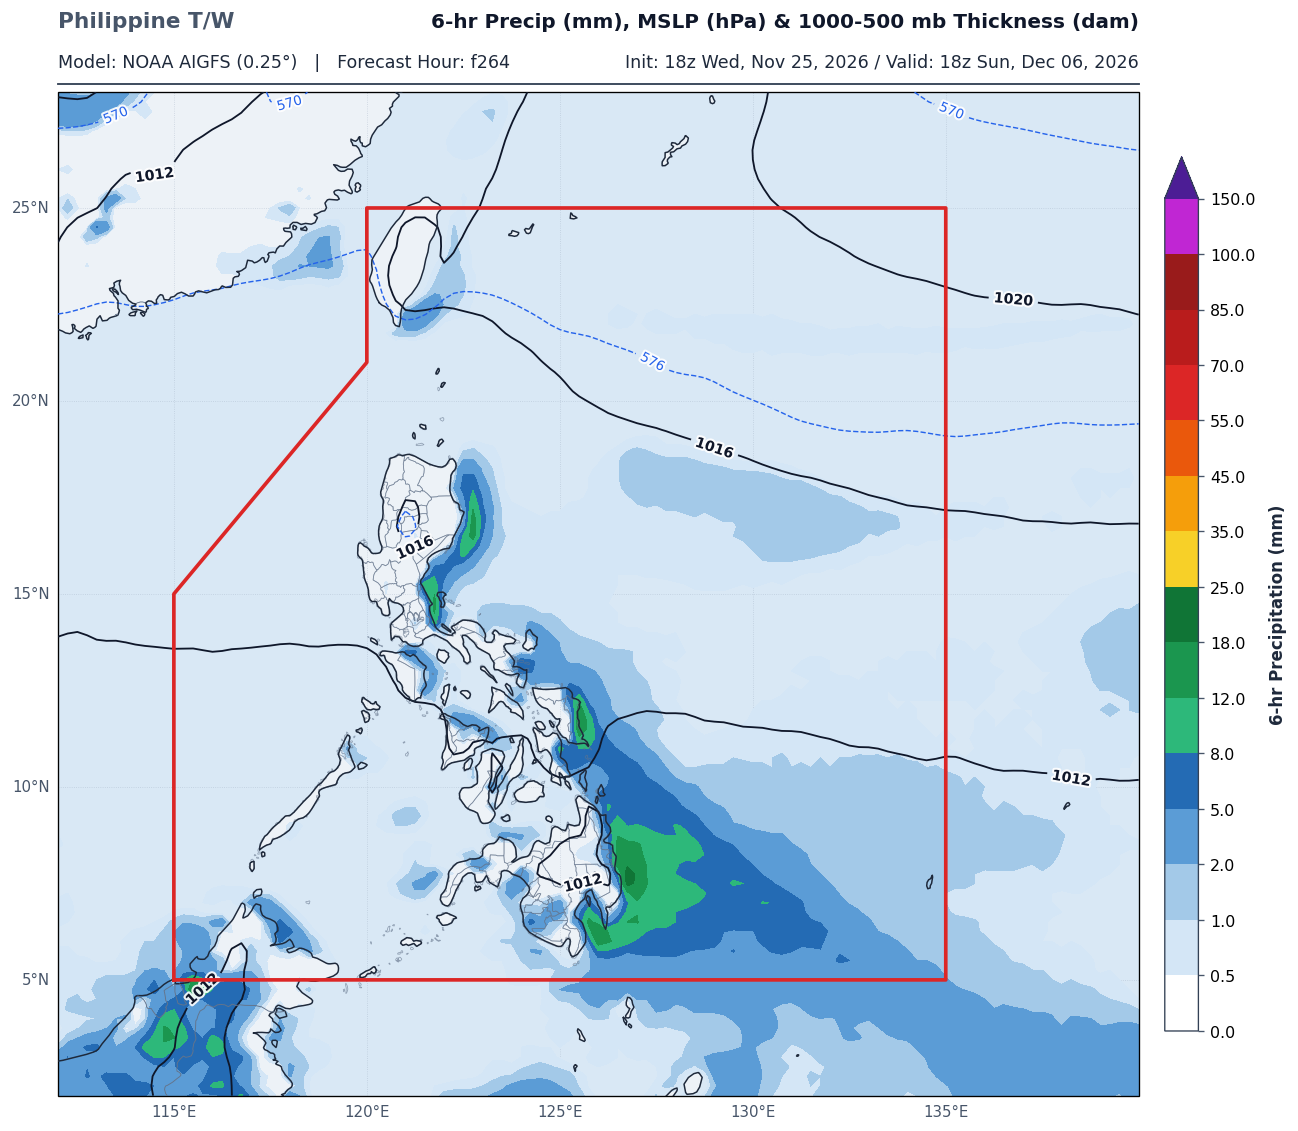 Philippine T/W
6-hr Precip (mm), MSLP (hPa) & 1000-500 mb Thickness (dam)
Model: NOAA AIGFS (0.25°) | Forecast Hour: f264
Init: 18z Wed, Nov 25, 2026 / Valid: 18z Sun, Dec 06, 2026
570
570
570
1012
150.0
25°N
100.0
1020
85.0
576
70.0
20°N
55.0
1016
45.0
35.0
1016
15°N
25.0
18.0
12.0
8.0
10°N
1012
5.0
2.0
1012
1.0
5°N
1012
0.5
0.0
6-hr Precipitation (mm)
115°E
120°E
125°E
130°E
135°E